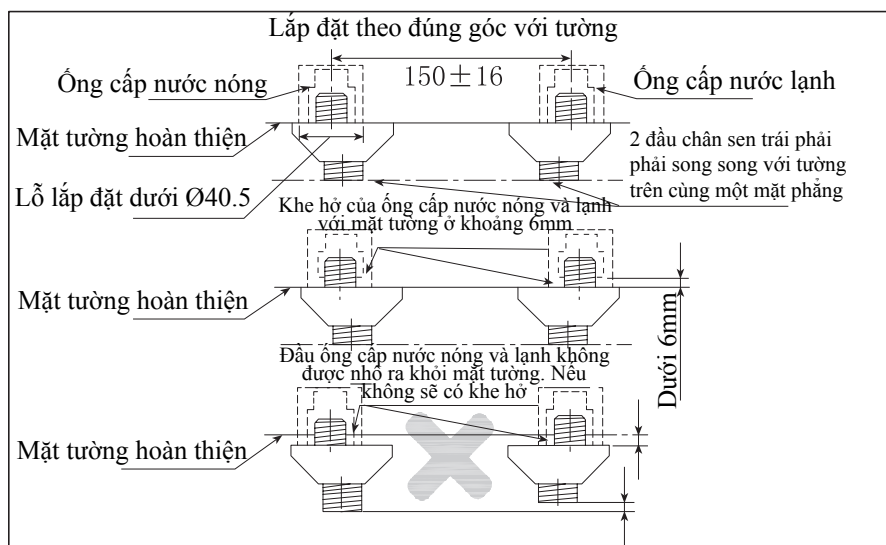 Lắp đặt theo đúng góc với tường
Ống cấp nước nóng
150±16
Ống cấp nước lạnh
Mặt tường hoàn thiện
2 đầu chân sen trái phải
phải song song với tường
trên cùng một mặt phẳng
Lỗ lắp đặt dưới Ø40.5
Khe hở của ống cấp nước nóng và lạnh
với mặt tường ở khoảng 6mm
Mặt tường hoàn thiện
Dưới 6mm
Đầu ống cấp nước nóng và lạnh không
được nhô ra khỏi mặt tường. Nếu
không sẽ có khe hở
Mặt tường hoàn thiện